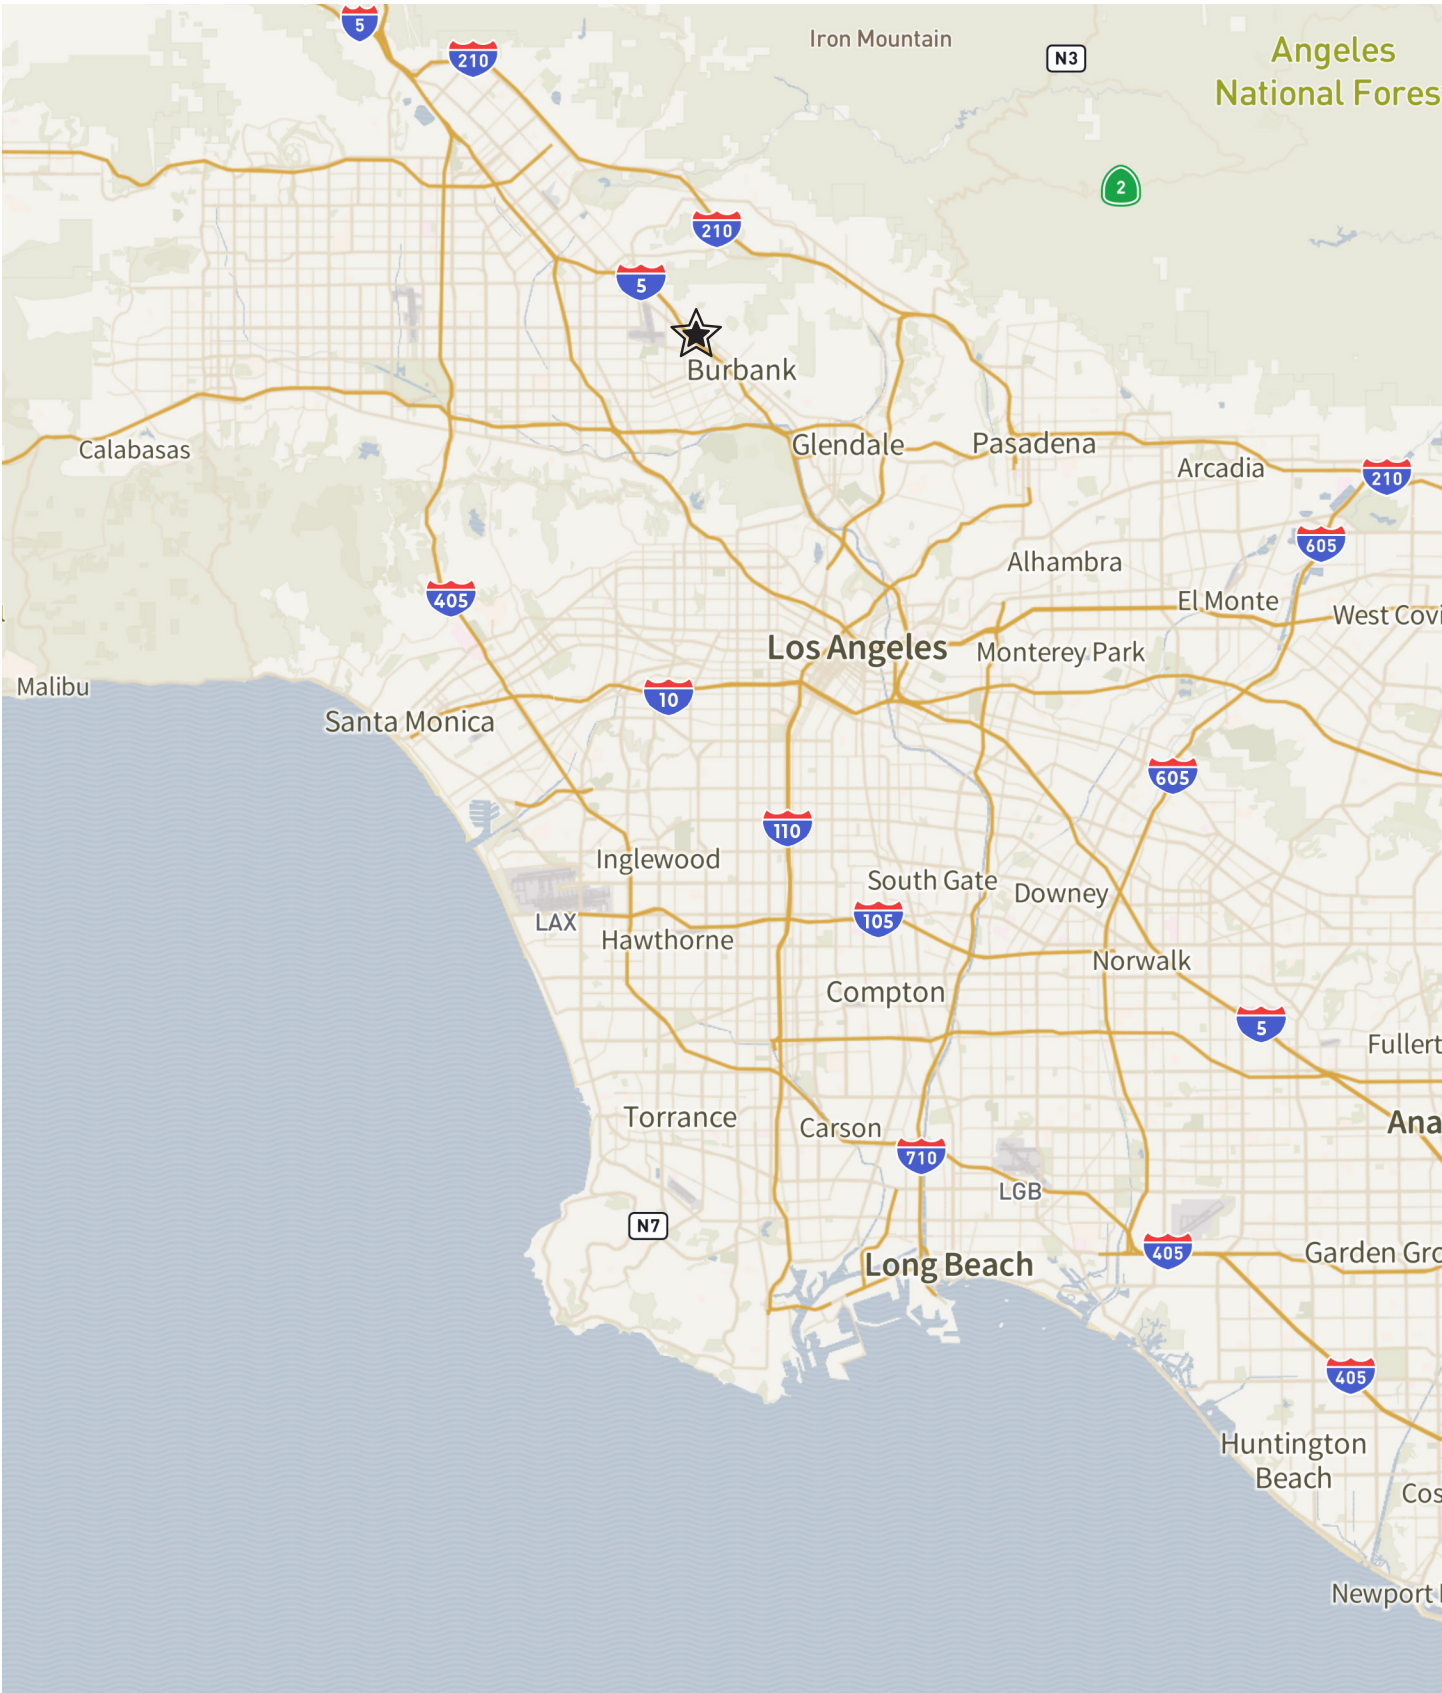 5
210
Iron Mountain
N3
Angeles
National Fores
2
210
5
Burbank
Calabasas
Glendale
Pasadena
Arcadia
210
605
Alhambra
405
El Monte
West Covi
Los Angeles
Monterey Park
Malibu
10
Santa Monica
605
110
Inglewood
South Gate
Downey
LAX
105
Hawthorne
Norwalk
Compton
5
Fullert
Torrance
Carson
Ana
710
LGB
N7
405
Garden Gro
Long Beach
405
Huntington
Beach
Cos
Newport